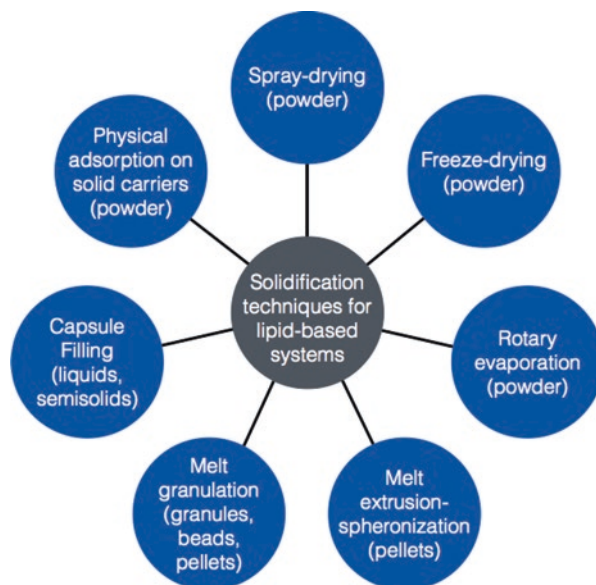 Spray-drying
(powder)
Freeze-drying
(powder)
Rotary
evaporation
(powder)
Melt
extrusion-
spheronization
(pellets)
Melt
granulation
(granules,
beads,
pellets)
Capsule
Filling
(liquids,
semisolids)
Physical
adsorption on
solid carriers
(powder)
Solidification
techniques for
lipid-based
systems